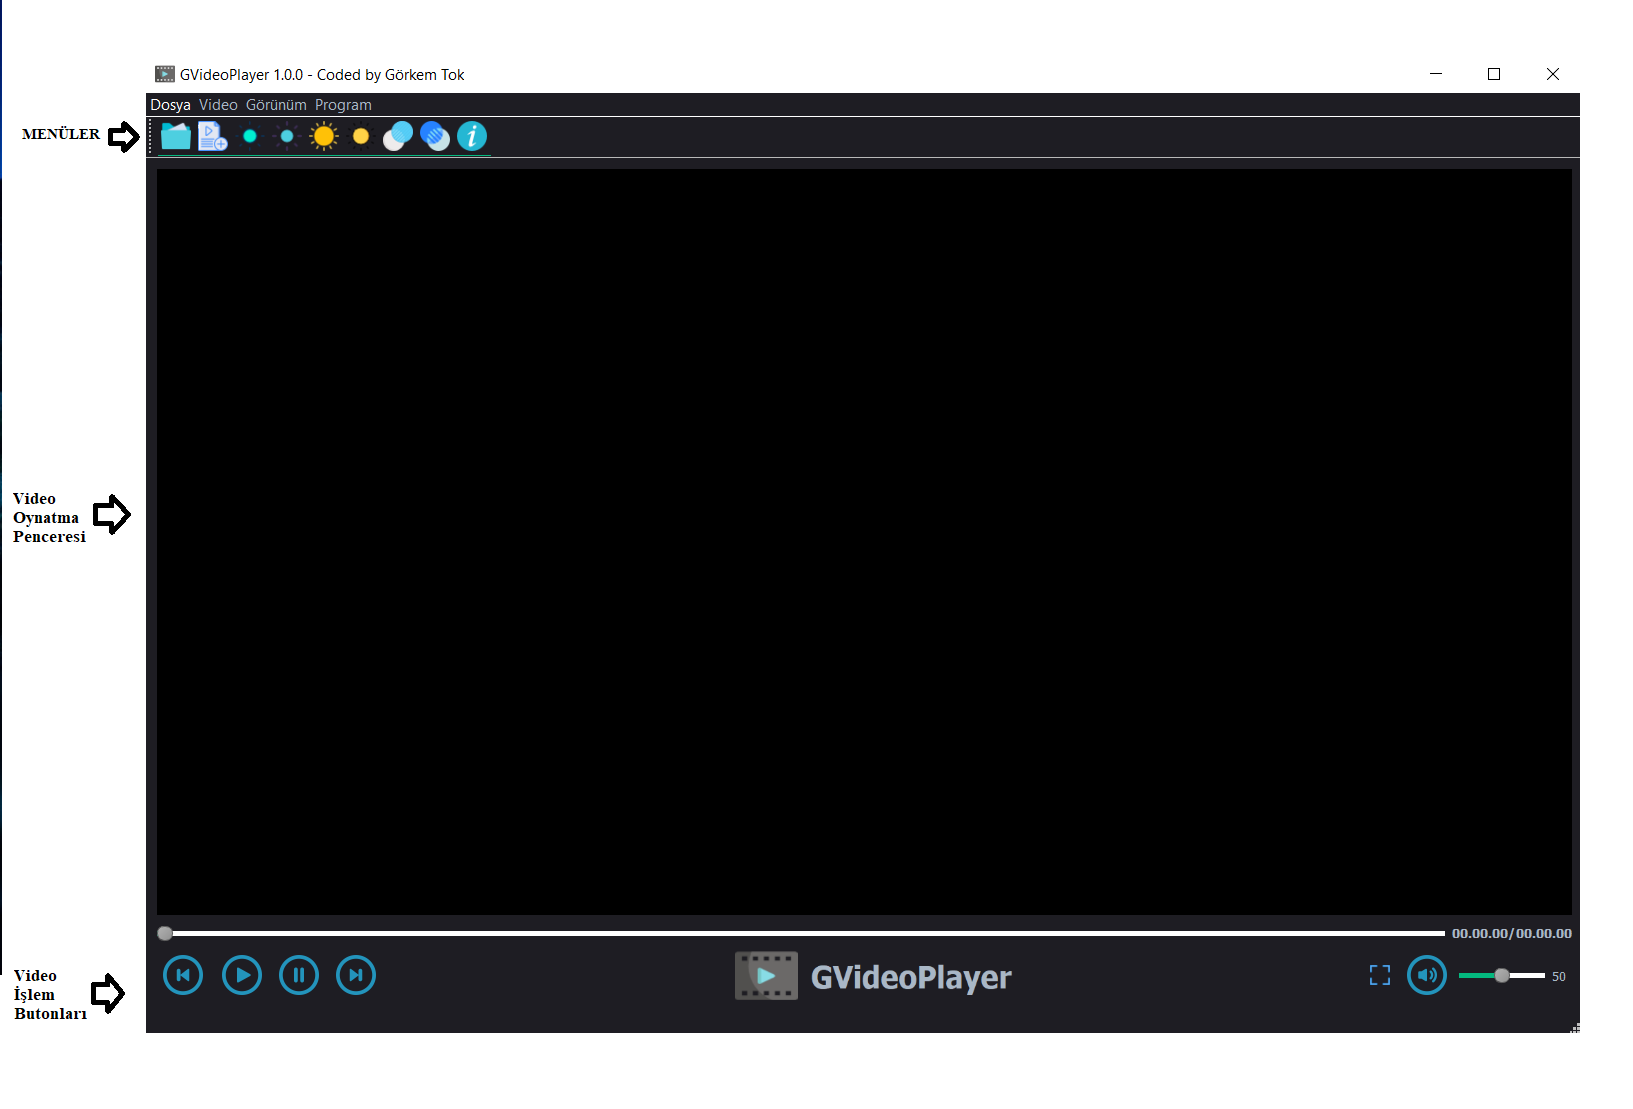 GVideoPlayer 1.0.0 - Coded by Görkem Tok
Dosya Video Görünüm Program
MENÜLER
Video
Oynatma
Penceresi
00.00.00/00.00.00
Video
İşlem
Butonları
GVideoPlayer
50